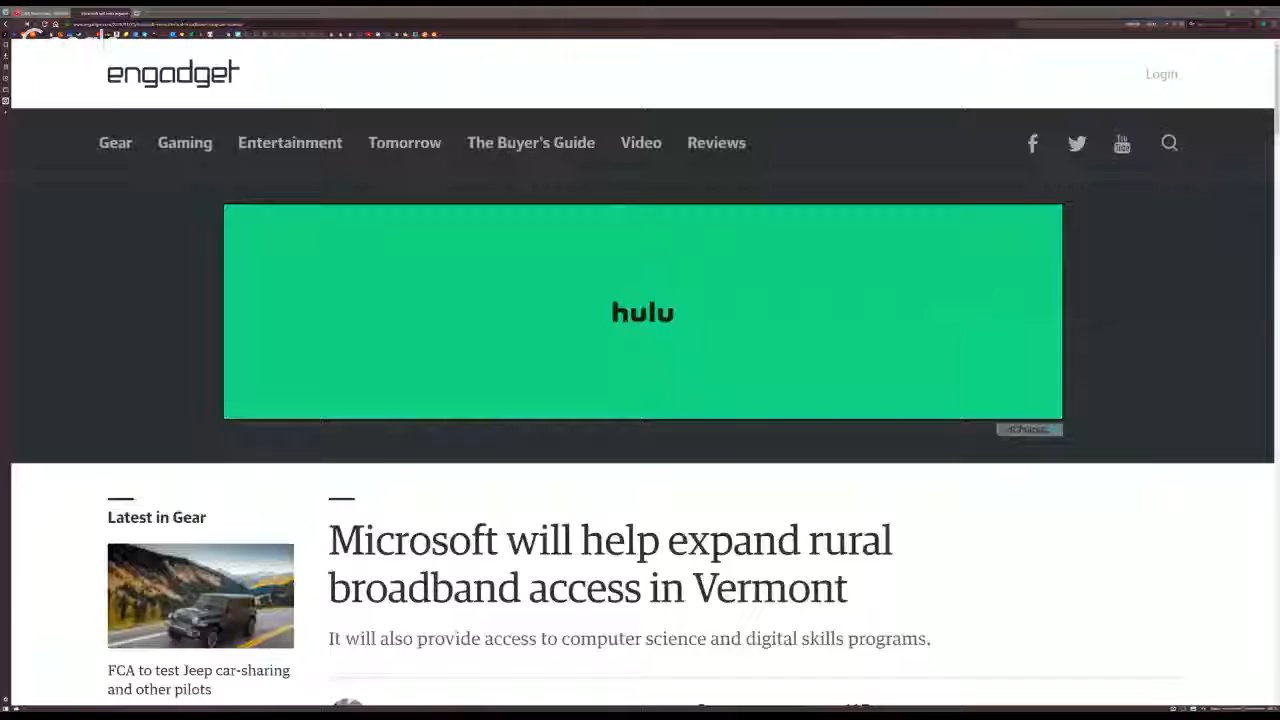 engadget
Login
Gear Gaming Entertainment Tomorrow The Buyer's Guide Video Reviews
hulu
Latest in Gear
Microsoft will help expand rural
broadband access in Vermont
It will also provide access to computer science and digital skills programs.
FCA to test Jeep car-sharing
and other pilots